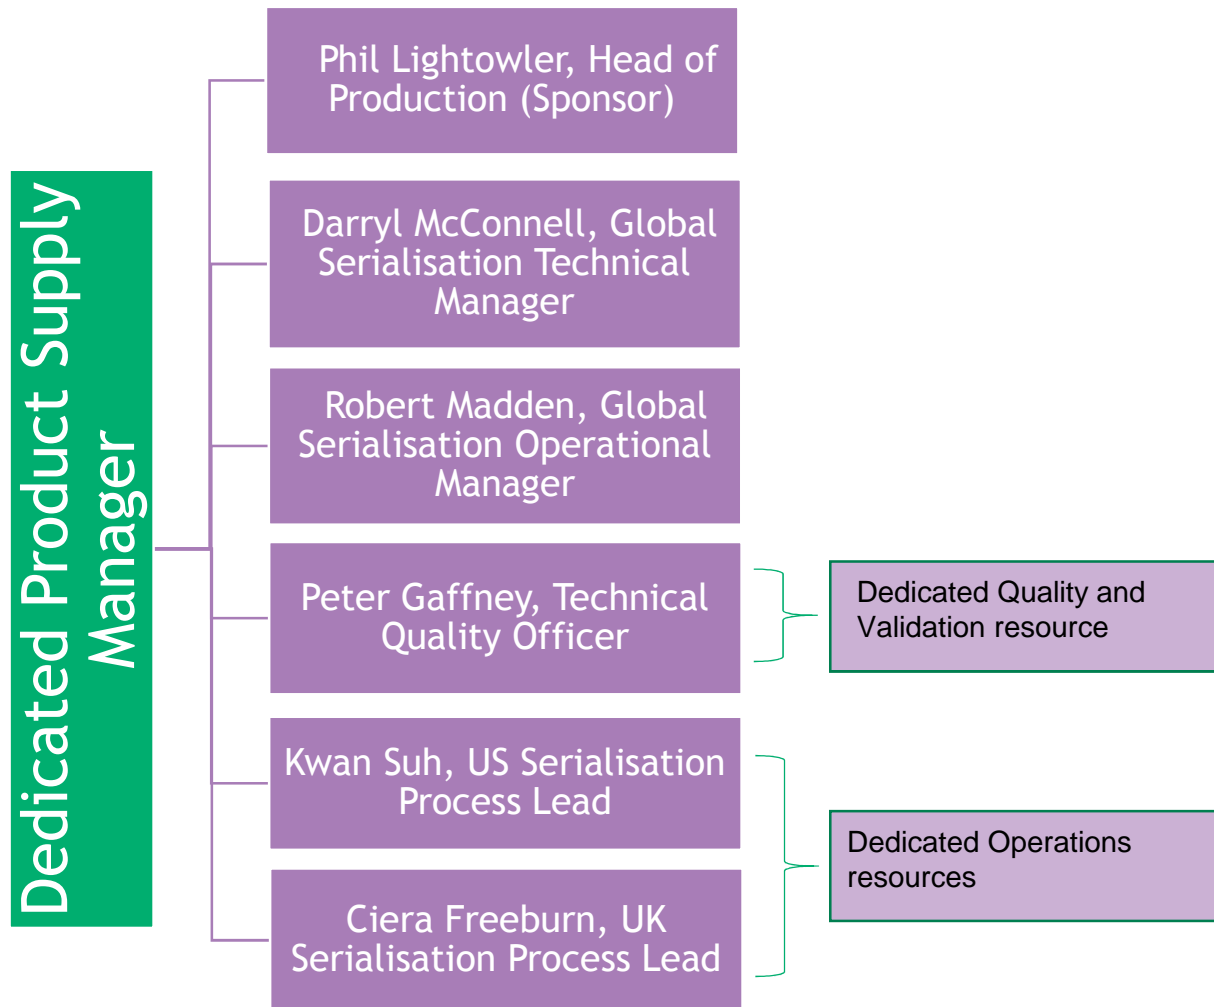 Dedicated Product Supply
Manager
Phil Lightowler, Head of
Production (Sponsor)
Darryl McConnell, Global
Serialisation Technical
Manager
Robert Madden, Global
Serialisation Operational
Manager
Peter Gaffney, Technical
Quality Officer
Dedicated Quality and
Validation resource
Kwan Suh, US Serialisation
Process Lead
Dedicated Operations
resources
Ciera Freeburn, UK
Serialisation Process Lead